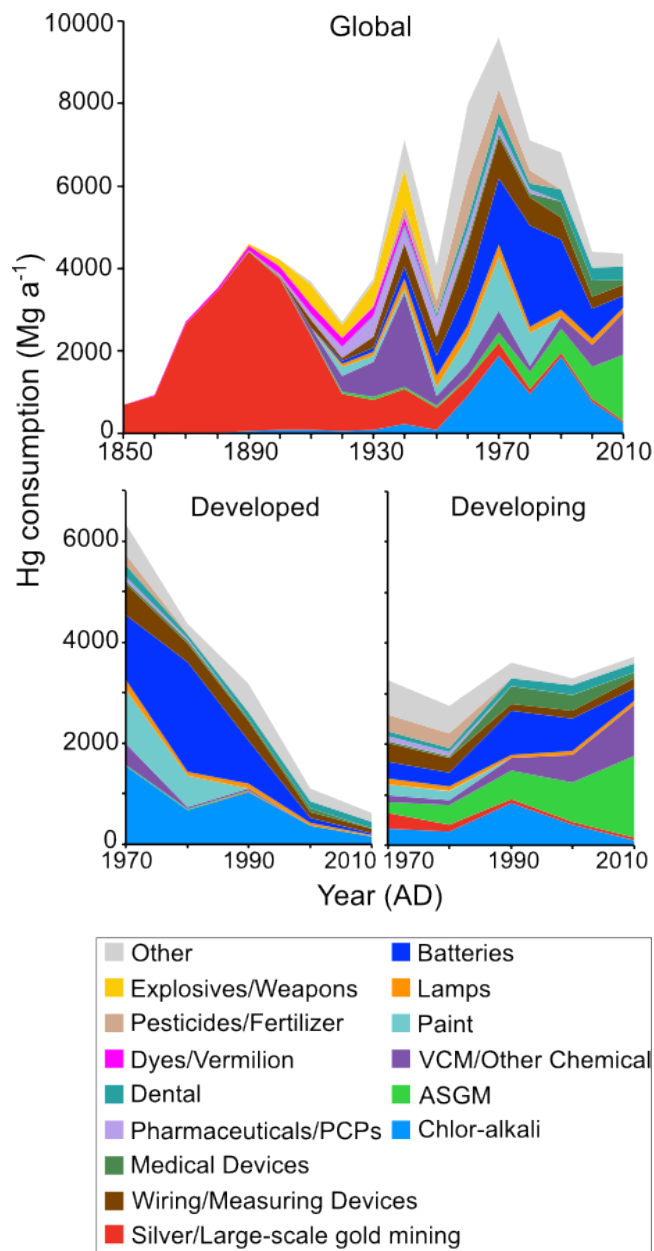 Global
Hg consumption (Mg a⁻¹)
10000
8000
6000
4000
2000
0
1850 1890 1930 1970 2010
Developed
Developing
6000
4000
2000
0
1970 1990 2010
1970 1990 2010
Year (AD)
Other
Explosives/Weapons
Pesticides/Fertilizer
Dyes/Vermilion
Dental
Pharmaceuticals/PCPs
Medical Devices
Wiring/Measuring Devices
Silver/Large-scale gold mining
Batteries
Lamps
Paint
VCM/Other Chemical
ASGM
Chlor-alkali